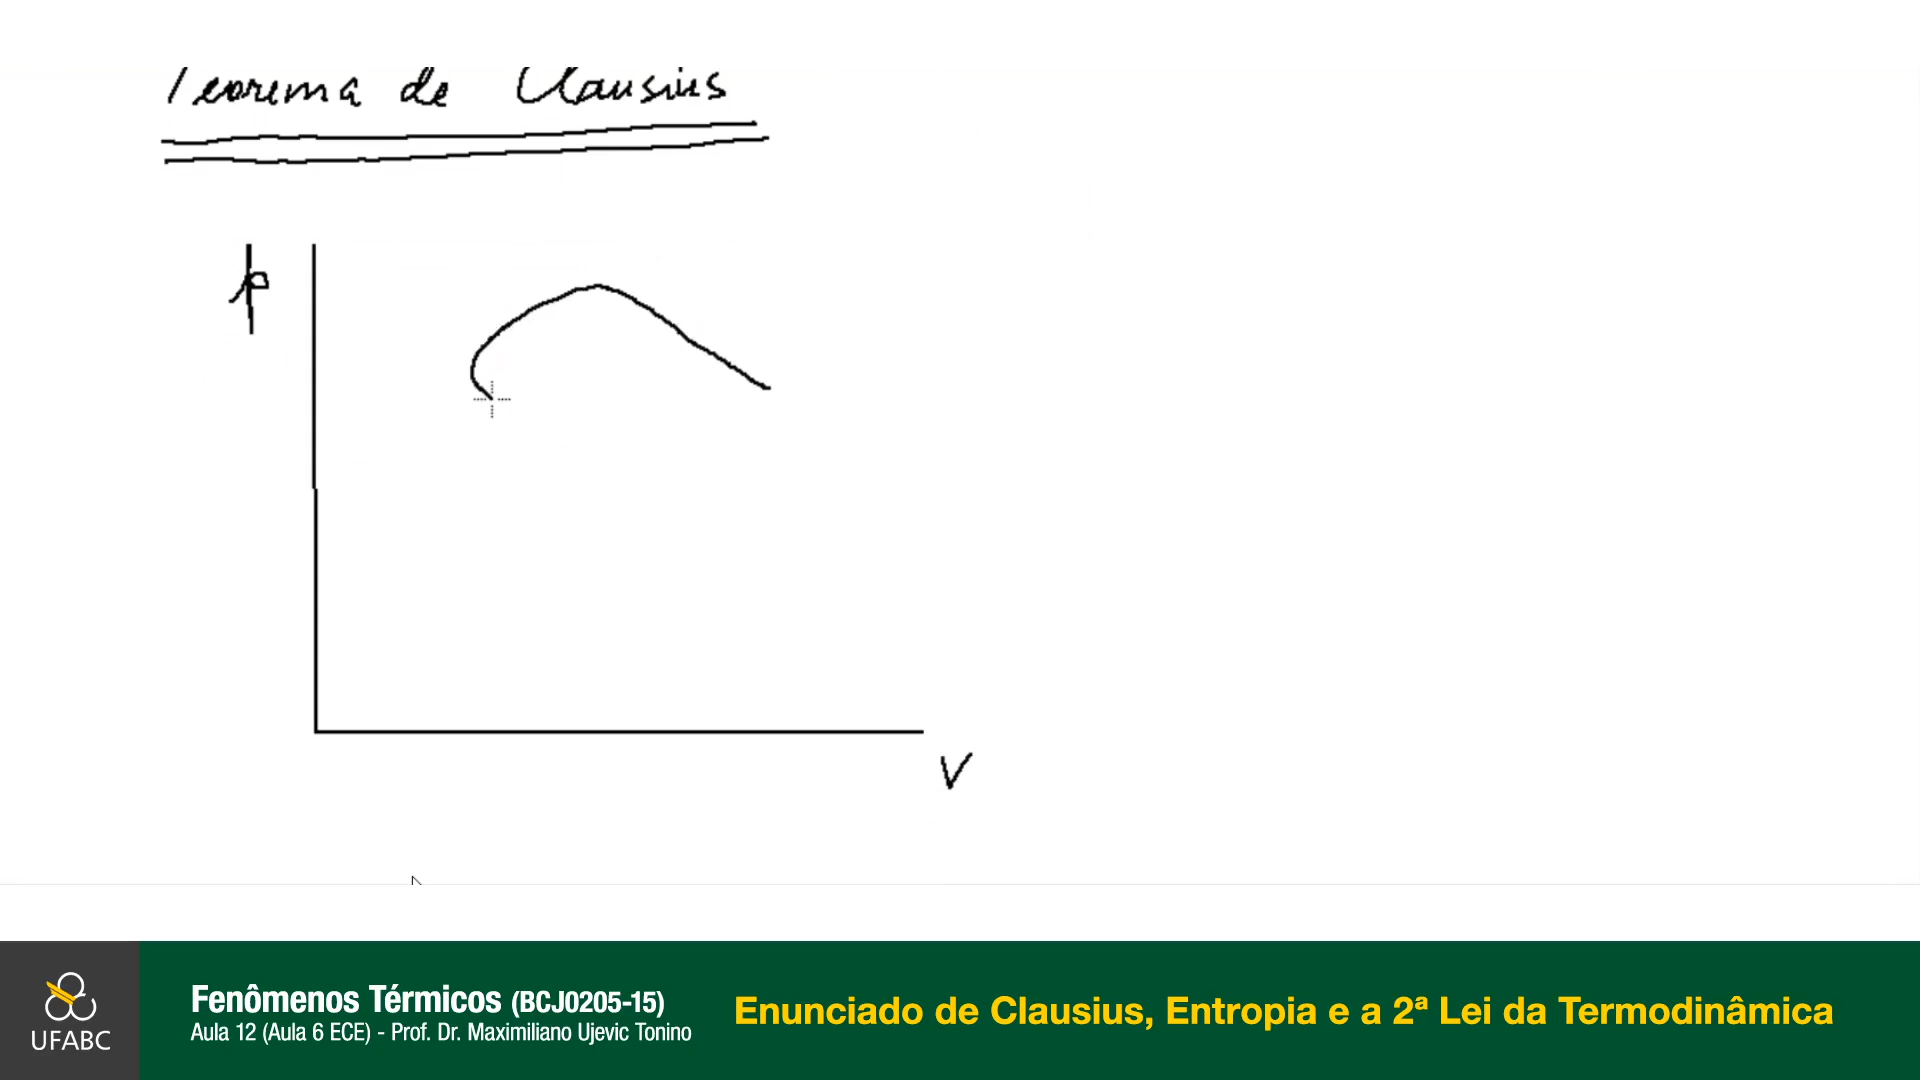 Teorema de Clausius
p
V
UFABC
Fenômenos Térmicos (BCJ0205-15)
Aula 12 (Aula 6 ECE) - Prof. Dr. Maximiliano Ujevic Tonino
Enunciado de Clausius, Entropia e a 2ª Lei da Termodinâmica